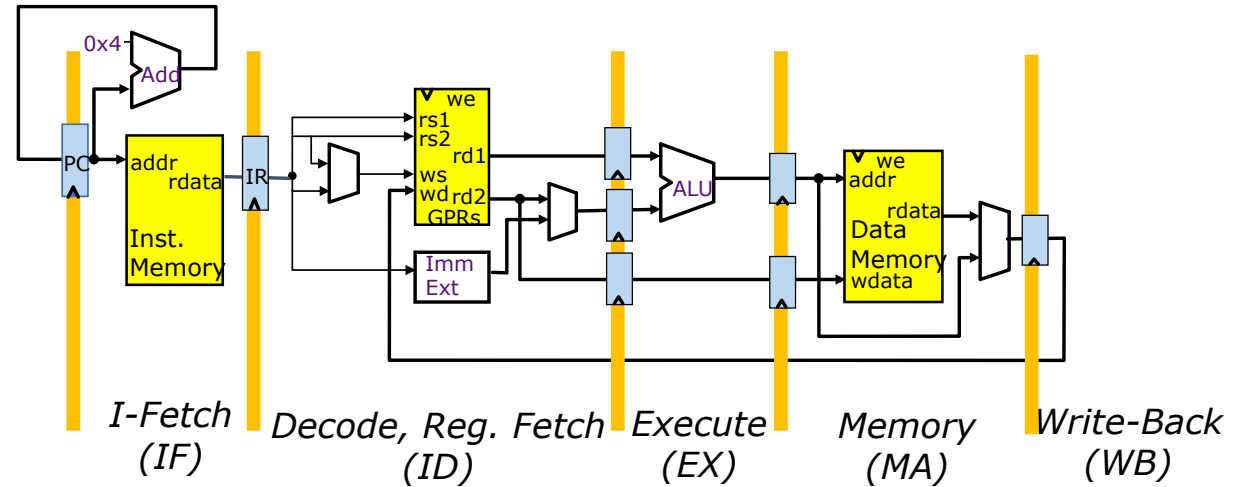 0x4
Add
PC
addr
rdata
Inst.
Memory
IR
we
rs1
rs2
rd1
ws
wd
rd2
GPRs
Imm
Ext
ALU
we
addr
rdata
Data
Memory
wdata
I-Fetch
(IF)
Decode, Reg. Fetch
(ID)
Execute
(EX)
Memory
(MA)
Write-Back
(WB)